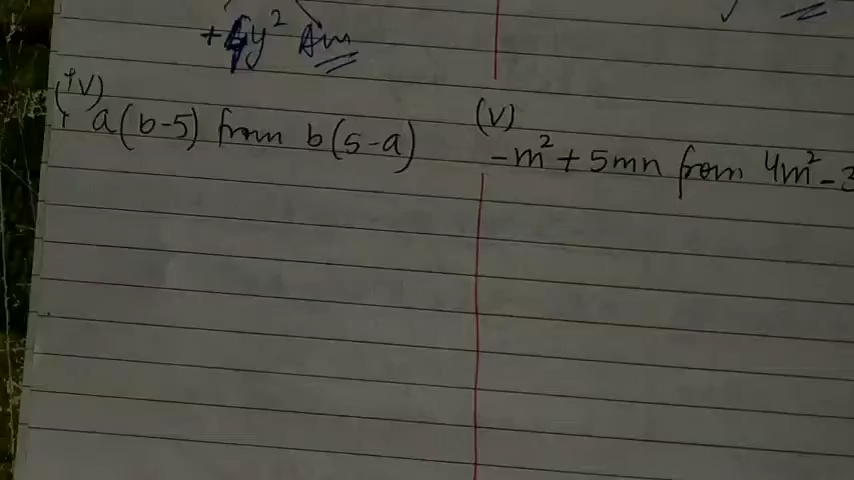 +4y² Ans
(iv)
a(b-5) from b(5-a)
(v)
-m² + 5mn from 4m² - 3